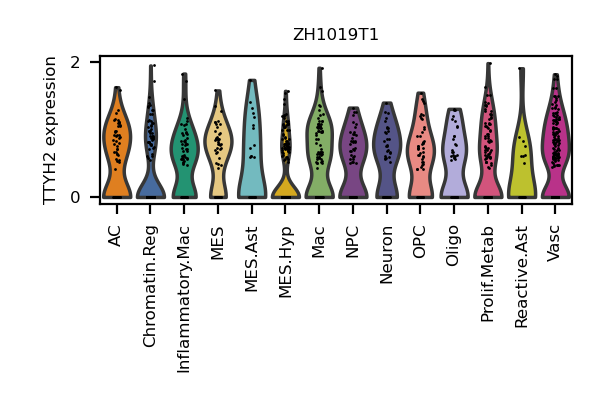 ZH1019T1
TTYH2 expression
2
0
AC
Chromatin.Reg
Inflammatory.Mac
MES
MES.Ast
MES.Hyp
Mac
NPC
Neuron
OPC
Oligo
Prolif.Metab
Reactive.Ast
Vasc